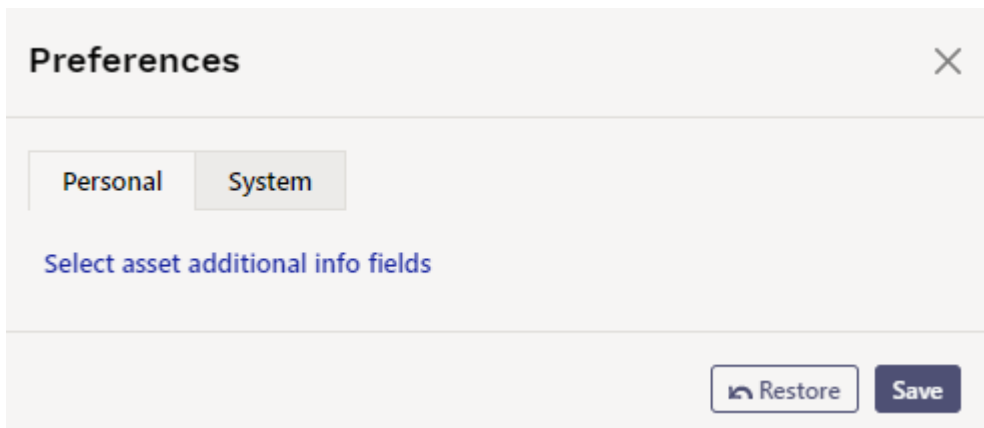 Preferences
Personal System
Select asset additional info fields
Restore Save